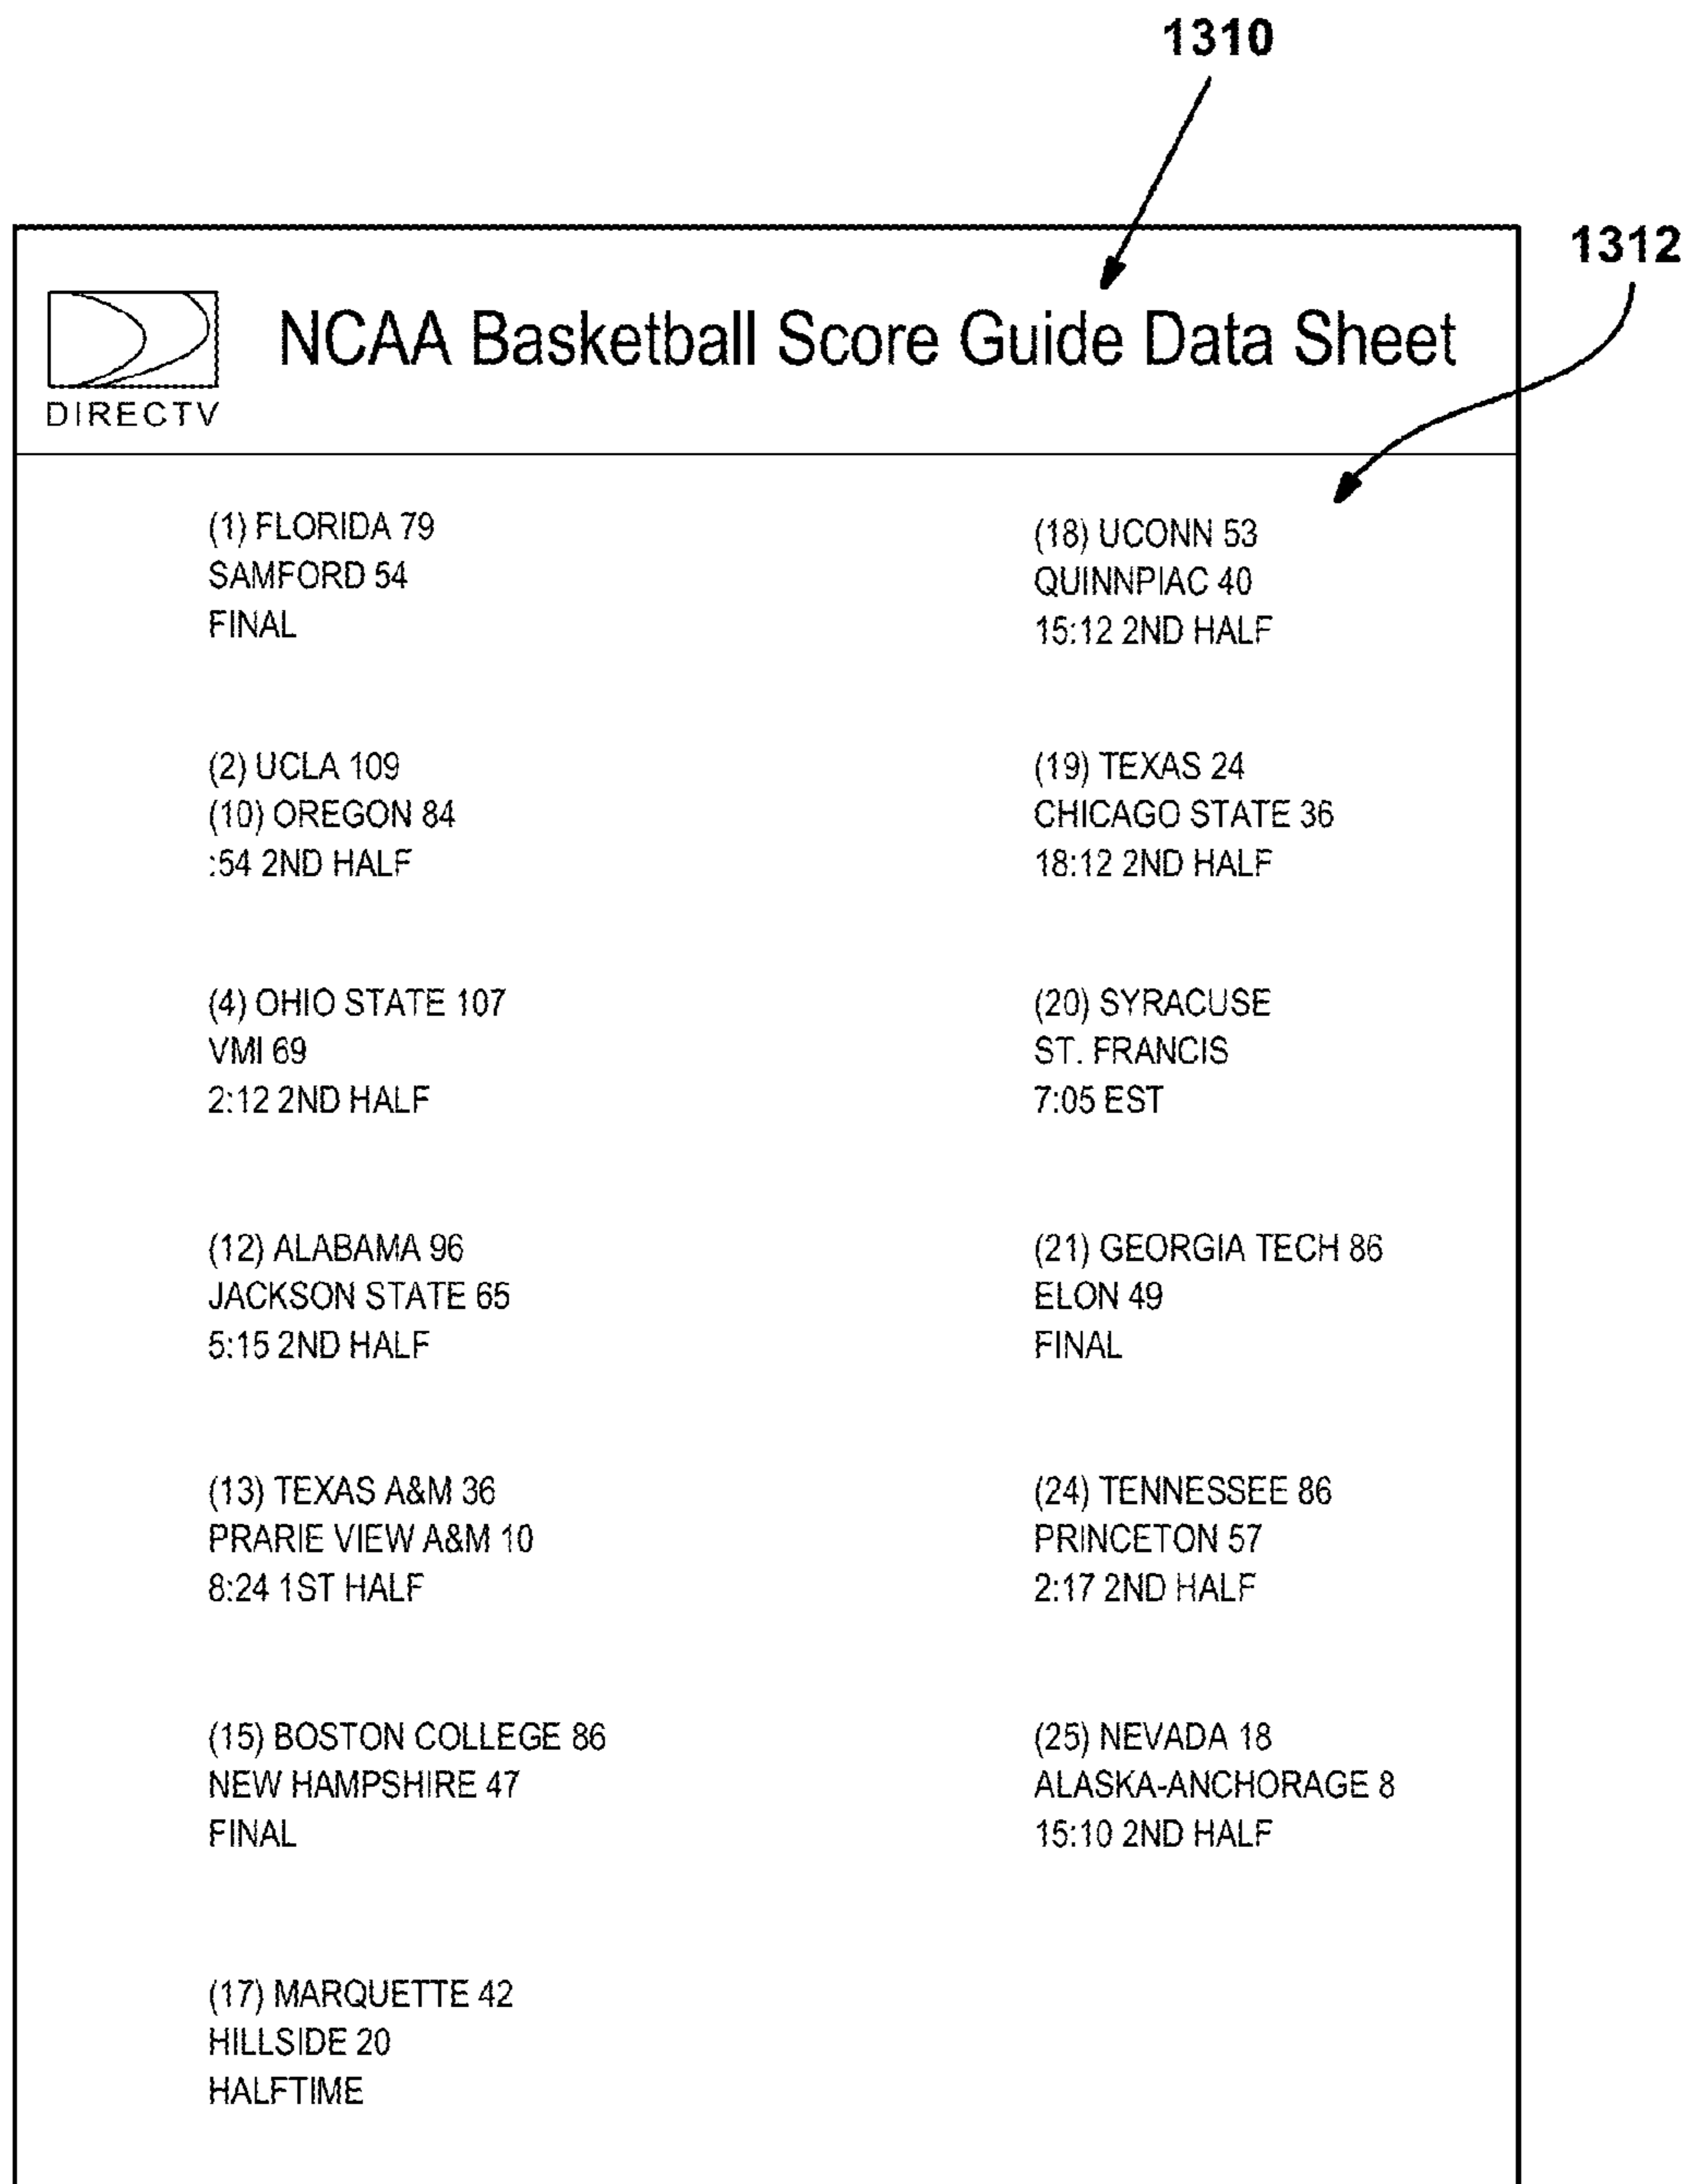 1310
1312
NCAA Basketball Score Guide Data Sheet
DIRECTV
(1) FLORIDA 79
SAMFORD 54
FINAL
(2) UCLA 109
(10) OREGON 84
:54 2ND HALF
(4) OHIO STATE 107
VMI 69
2:12 2ND HALF
(12) ALABAMA 96
JACKSON STATE 65
5:15 2ND HALF
(13) TEXAS A&M 36
PRARIE VIEW A&M 10
8:24 1ST HALF
(15) BOSTON COLLEGE 86
NEW HAMPSHIRE 47
FINAL
(17) MARQUETTE 42
HILLSIDE 20
HALFTIME
(18) UCONN 53
QUINNPIAC 40
15:12 2ND HALF
(19) TEXAS 24
CHICAGO STATE 36
18:12 2ND HALF
(20) SYRACUSE
ST. FRANCIS
7:05 EST
(21) GEORGIA TECH 86
ELON 49
FINAL
(24) TENNESSEE 86
PRINCETON 57
2:17 2ND HALF
(25) NEVADA 18
ALASKA-ANCHORAGE 8
15:10 2ND HALF